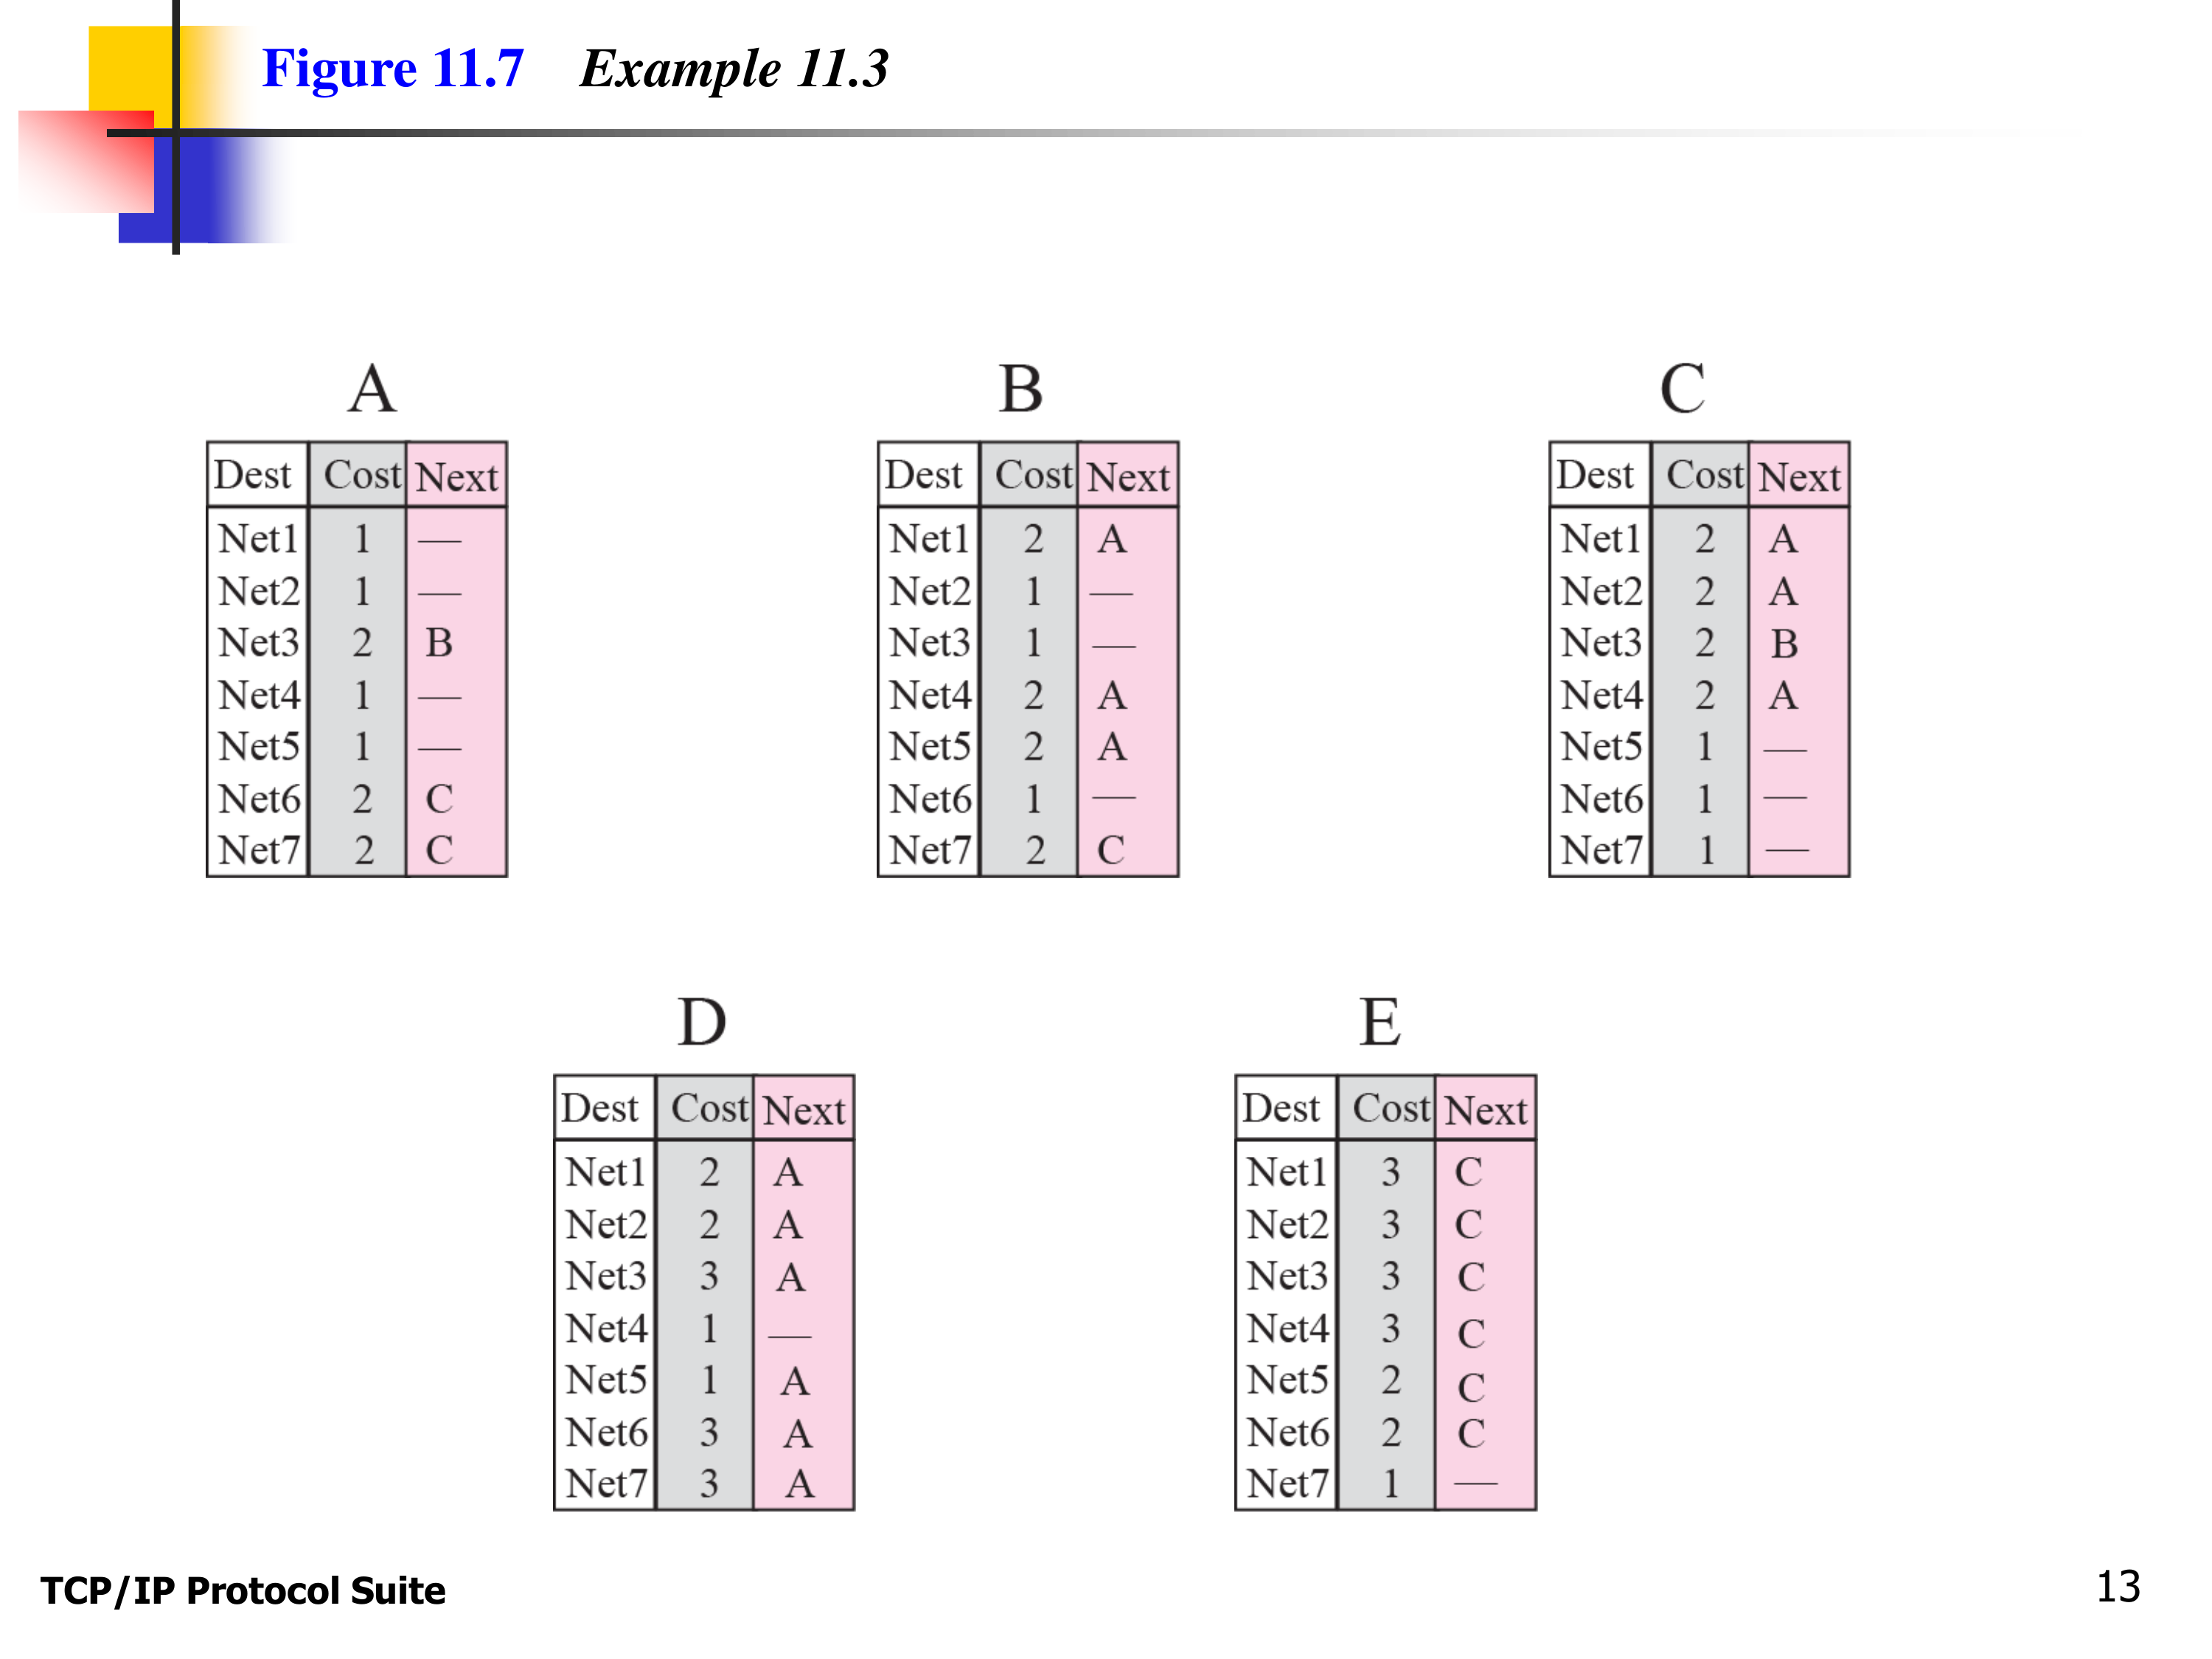 Figure 11.7 Example 11.3
A
Dest Cost Next
Net1 1 —
Net2 1 —
Net3 2 B
Net4 1 —
Net5 1 —
Net6 2 C
Net7 2 C
B
Dest Cost Next
Net1 2 A
Net2 1 —
Net3 1 —
Net4 2 A
Net5 2 A
Net6 1 —
Net7 2 C
C
Dest Cost Next
Net1 2 A
Net2 2 A
Net3 2 B
Net4 2 A
Net5 1 —
Net6 1 —
Net7 1 —
D
Dest Cost Next
Net1 2 A
Net2 2 A
Net3 3 A
Net4 1 —
Net5 1 A
Net6 3 A
Net7 3 A
E
Dest Cost Next
Net1 3 C
Net2 3 C
Net3 3 C
Net4 3 C
Net5 2 C
Net6 2 C
Net7 1 —
TCP/IP Protocol Suite
13